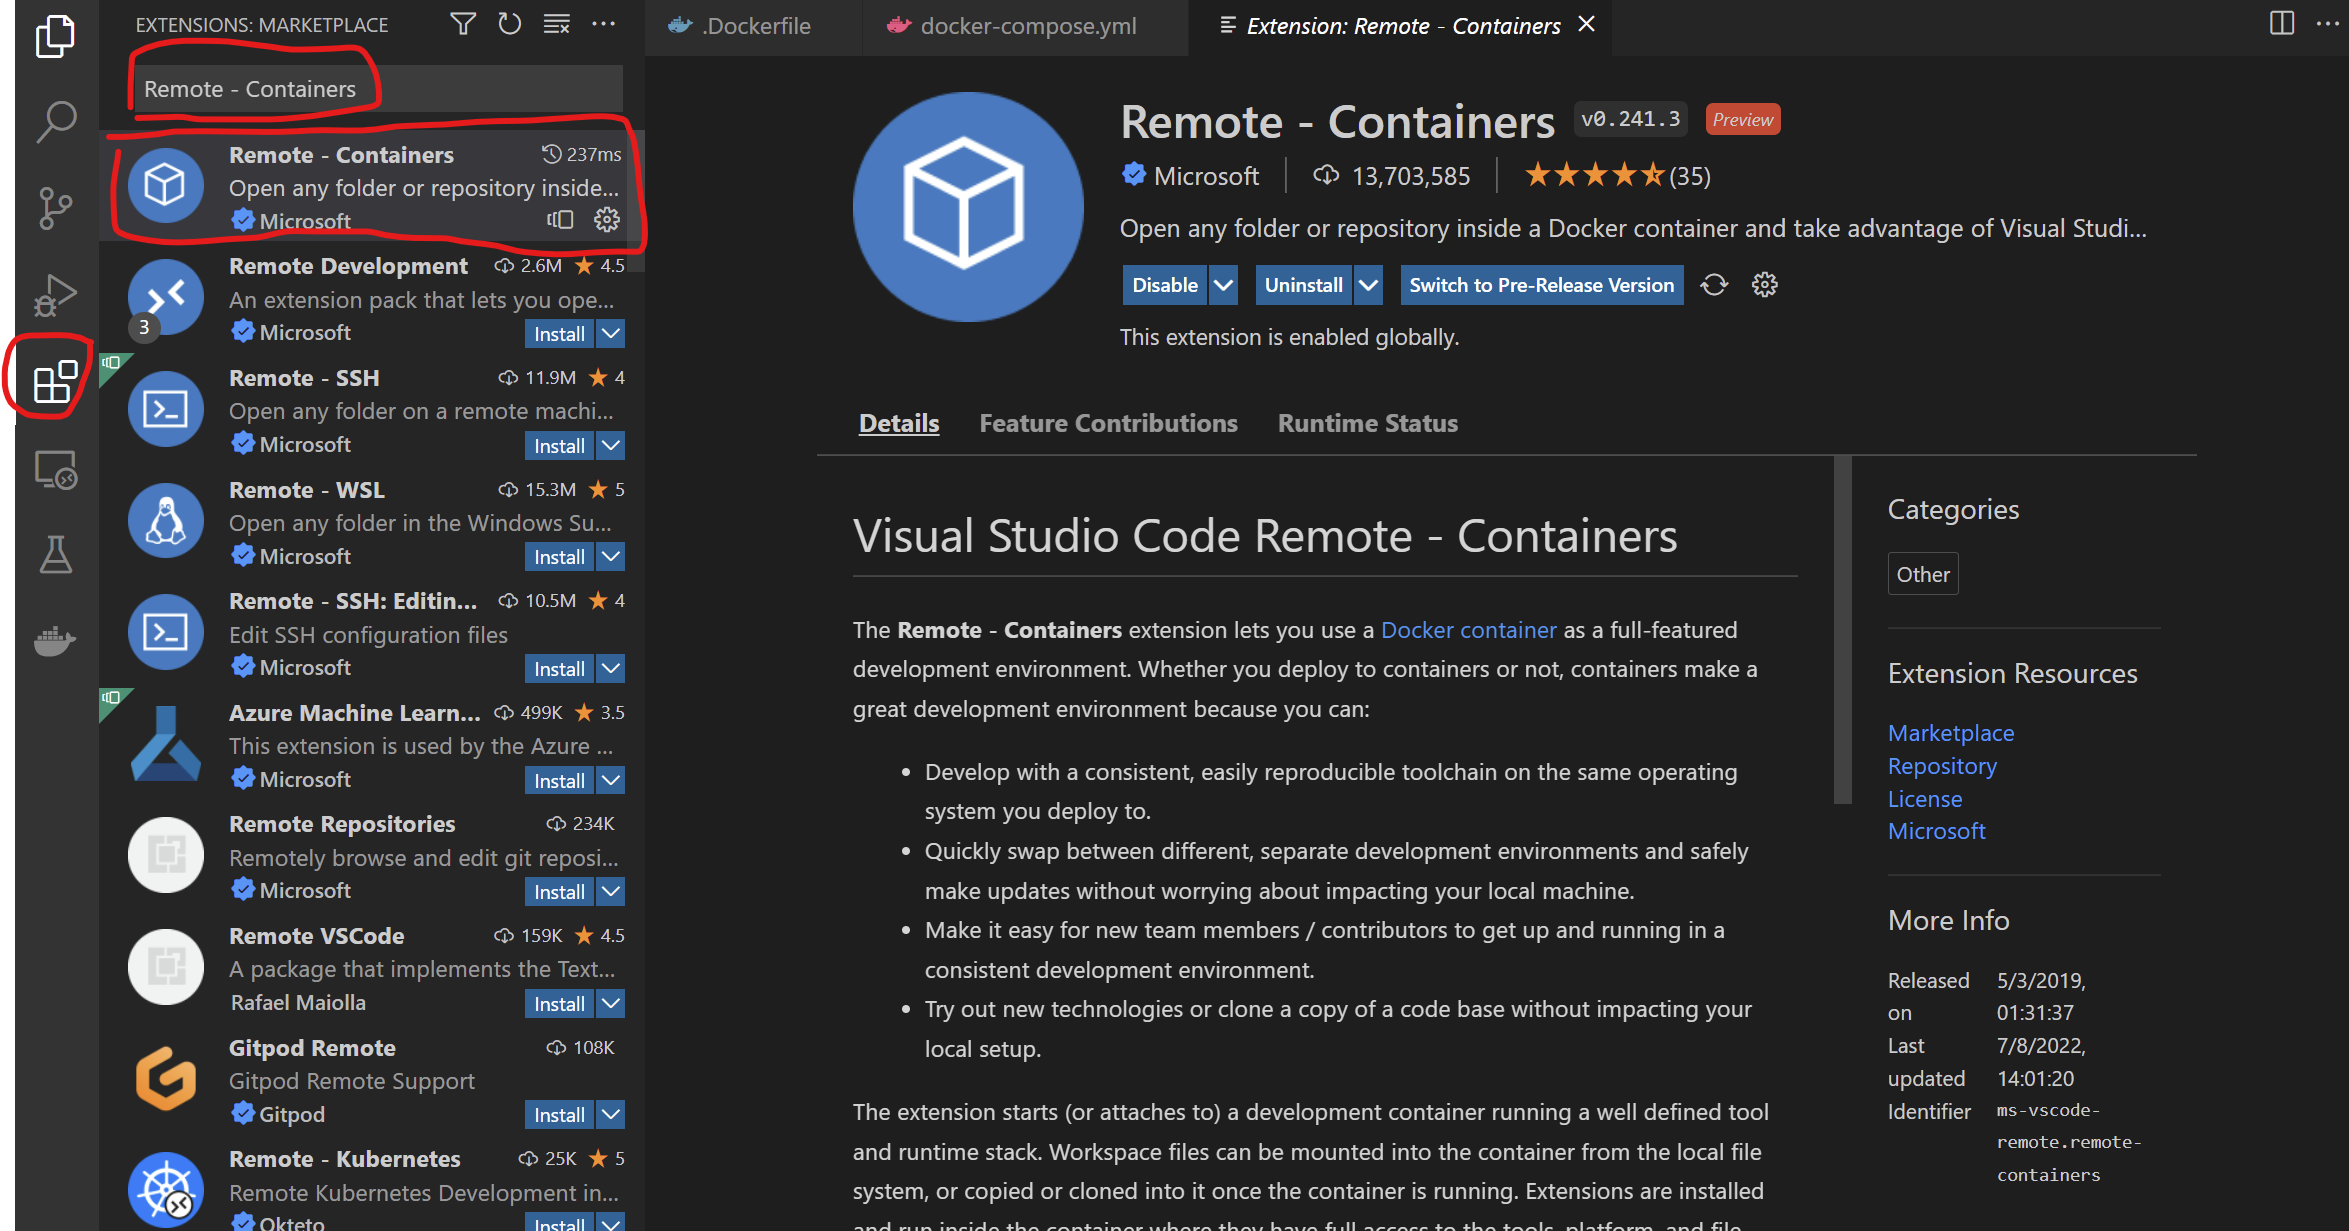 EXTENSIONS: MARKETPLACE
Remote - Containers
Remote - Containers 237ms
Open any folder or repository inside...
Microsoft
Remote Development 2.6M 4.5
An extension pack that lets you ope...
3 Microsoft Install
Remote - SSH 11.9M 4
Open any folder on a remote machi...
Microsoft Install
Remote - WSL 15.3M 5
Open any folder in the Windows Su...
Microsoft Install
Remote - SSH: Editin... 10.5M 4
Edit SSH configuration files
Microsoft Install
Azure Machine Learn... 499K 3.5
This extension is used by the Azure ...
Microsoft Install
Remote Repositories 234K
Remotely browse and edit git reposi...
Microsoft Install
Remote VSCode 159K 4.5
A package that implements the Text...
Rafael Maiolla Install
Gitpod Remote 108K
Gitpod Remote Support
Gitpod Install
Remote - Kubernetes 25K 5
Remote Kubernetes Development in...
Okteto Install
.Dockerfile docker-compose.yml Extension: Remote - Containers
Remote - Containers v0.241.3 Preview
Microsoft 13,703,585 (35)
Open any folder or repository inside a Docker container and take advantage of Visual Studi...
Disable Uninstall Switch to Pre-Release Version
This extension is enabled globally.
Details Feature Contributions Runtime Status
Visual Studio Code Remote - Containers
The Remote - Containers extension lets you use a Docker container as a full-featured
development environment. Whether you deploy to containers or not, containers make a
great development environment because you can:
• Develop with a consistent, easily reproducible toolchain on the same operating
system you deploy to.
• Quickly swap between different, separate development environments and safely
make updates without worrying about impacting your local machine.
• Make it easy for new team members / contributors to get up and running in a
consistent development environment.
• Try out new technologies or clone a copy of a code base without impacting your
local setup.
The extension starts (or attaches to) a development container running a well defined tool
and runtime stack. Workspace files can be mounted into the container from the local file
system, or copied or cloned into it once the container is running. Extensions are installed
and run inside the container where they have full access to the tools, platform, and file
Categories
Other
Extension Resources
Marketplace
Repository
License
Microsoft
More Info
Released 5/3/2019,
on 01:31:37
Last 7/8/2022,
updated 14:01:20
Identifier ms-vscode-
remote.remote-
containers